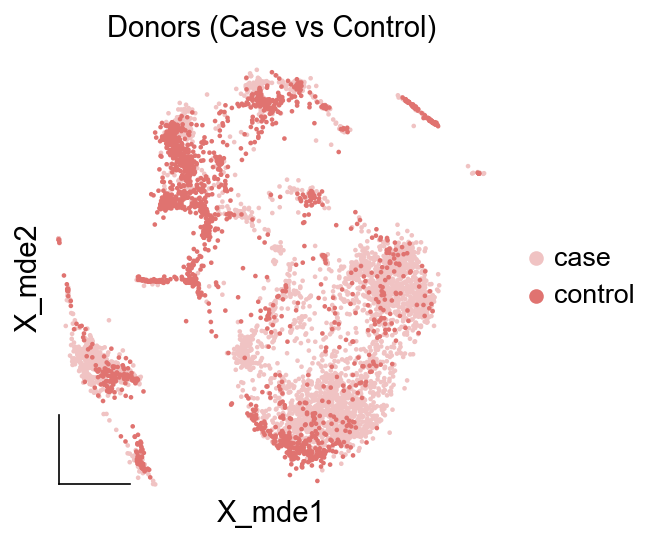 Donors (Case vs Control)
X_mde2
case
control
X_mde1